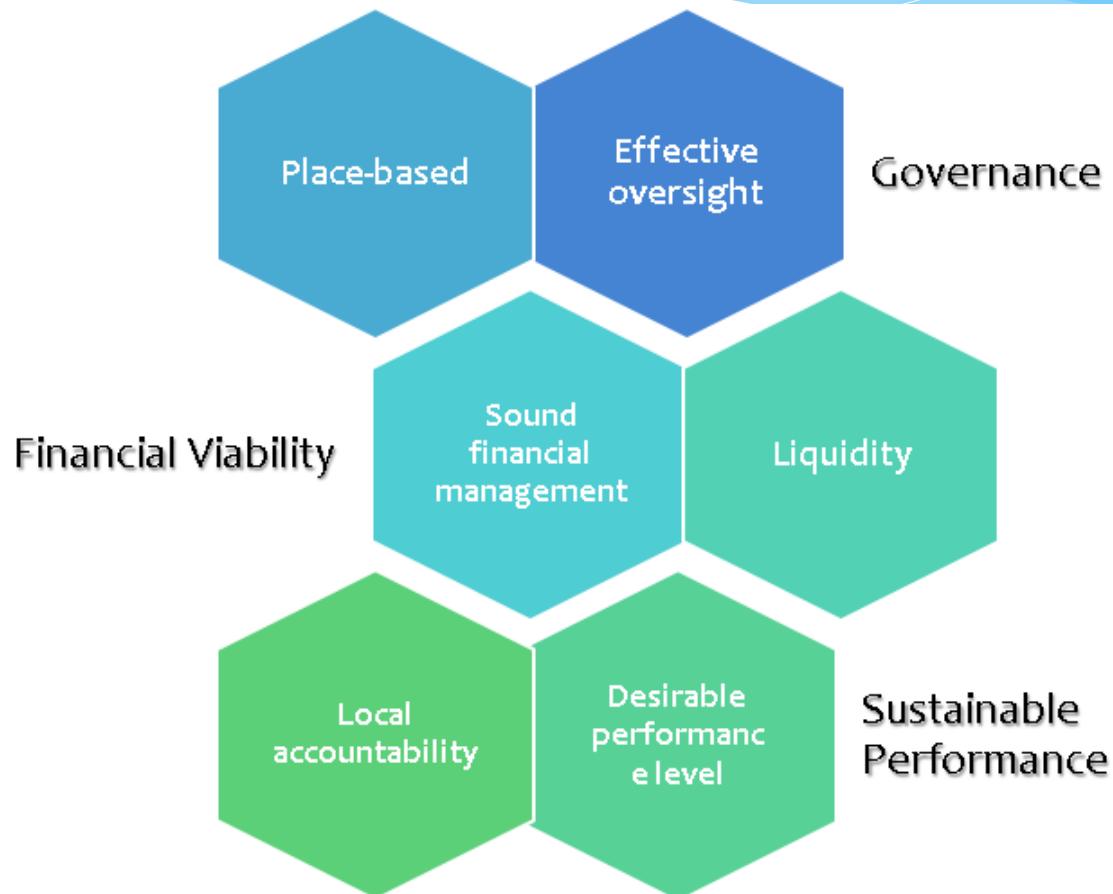 Place-based
Effective
oversight
Governance
Financial Viability
Sound
financial
management
Liquidity
Local
accountability
Desirable
performanc
e level
Sustainable
Performance